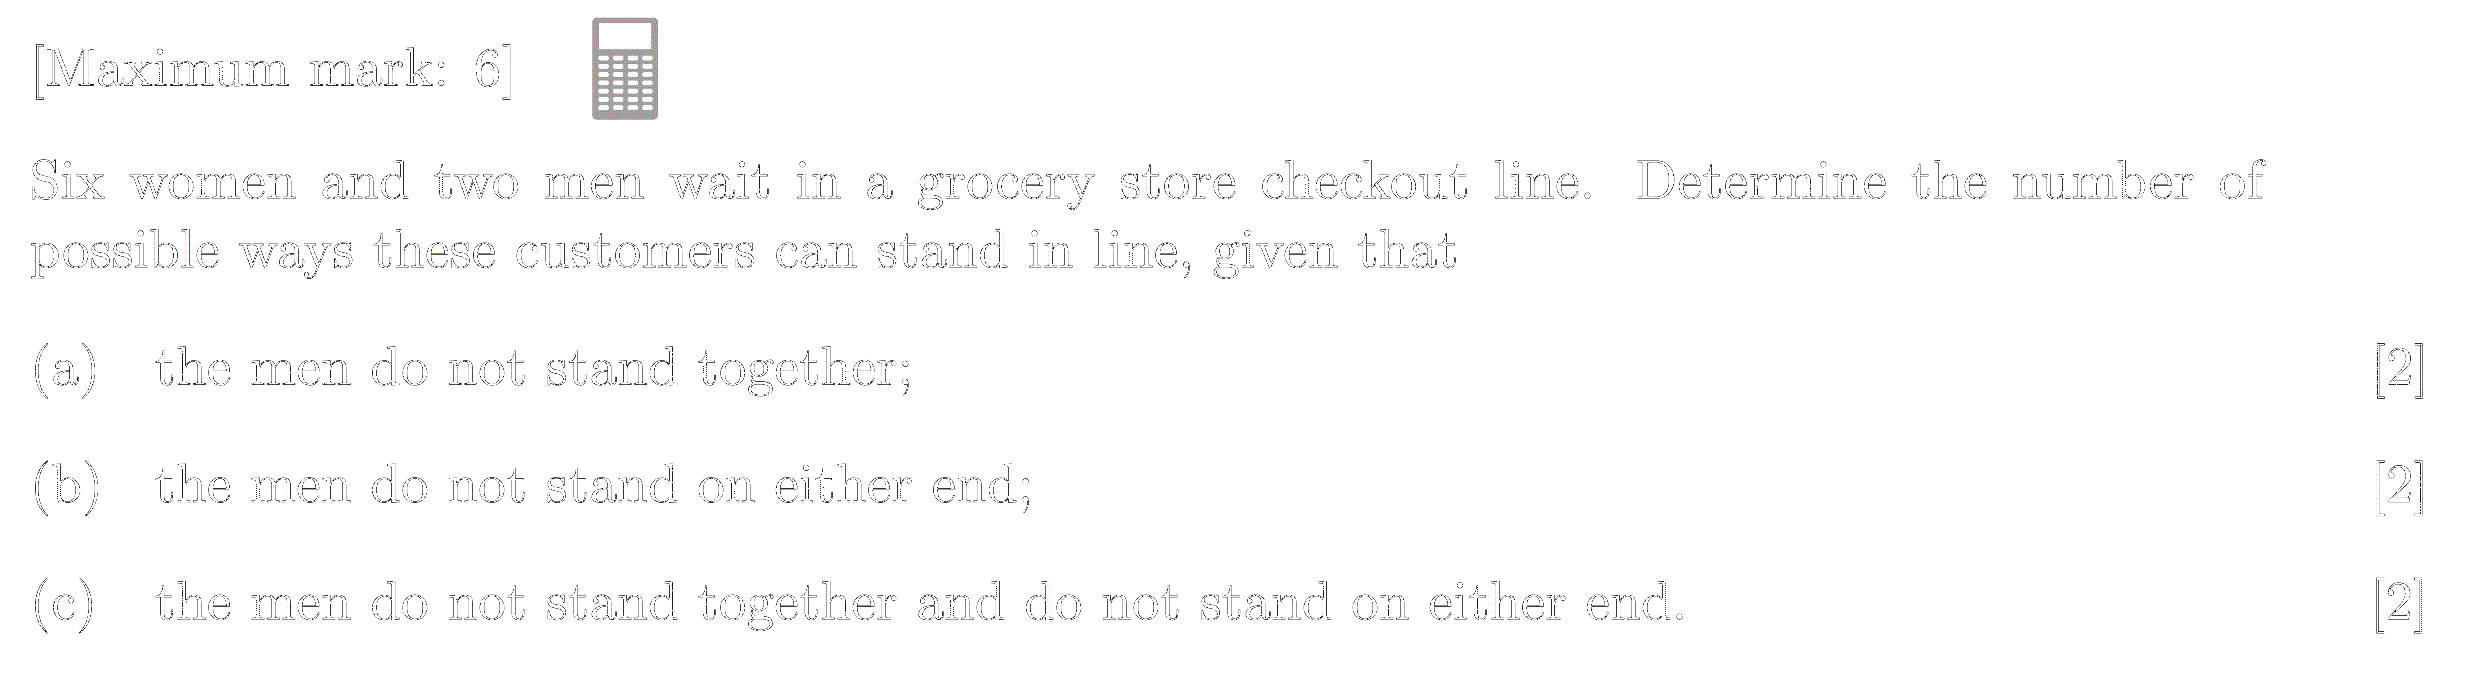 [Maximum mark: 6]
Six women and two men wait in a grocery store checkout line. Determine the number of
possible ways these customers can stand in line, given that
(a) the men do not stand together; [2]
(b) the men do not stand on either end; [2]
(c) the men do not stand together and do not stand on either end. [2]